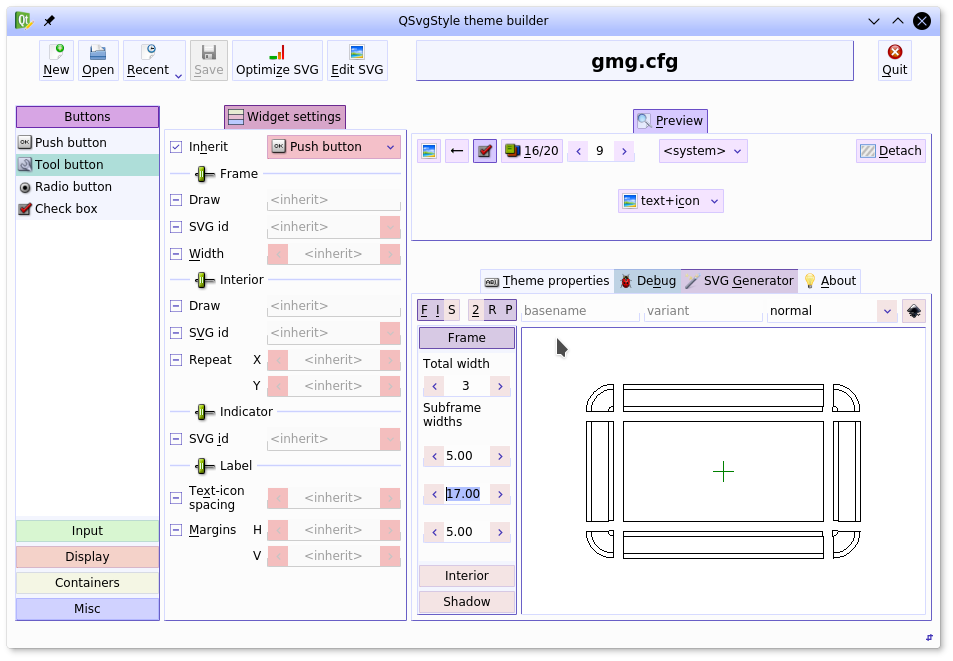 QSvgStyle theme builder
New Open Recent Save Optimize SVG Edit SVG
gmg.cfg
Quit
Buttons
Push button
Tool button
Radio button
Check box
Input
Display
Containers
Misc
Widget settings
Inherit Push button
Frame
Draw <inherit>
SVG id <inherit>
Width <inherit>
Interior
Draw <inherit>
SVG id <inherit>
Repeat X <inherit>
Y <inherit>
Indicator
SVG id <inherit>
Label
Text-icon
spacing <inherit>
Margins H <inherit>
V <inherit>
Preview
16/20 9 <system> Detach
text+icon
Theme properties Debug SVG Generator About
F I S 2 R P basename variant normal
Frame
Total width
3
Subframe
widths
5.00
17.00
5.00
Interior
Shadow